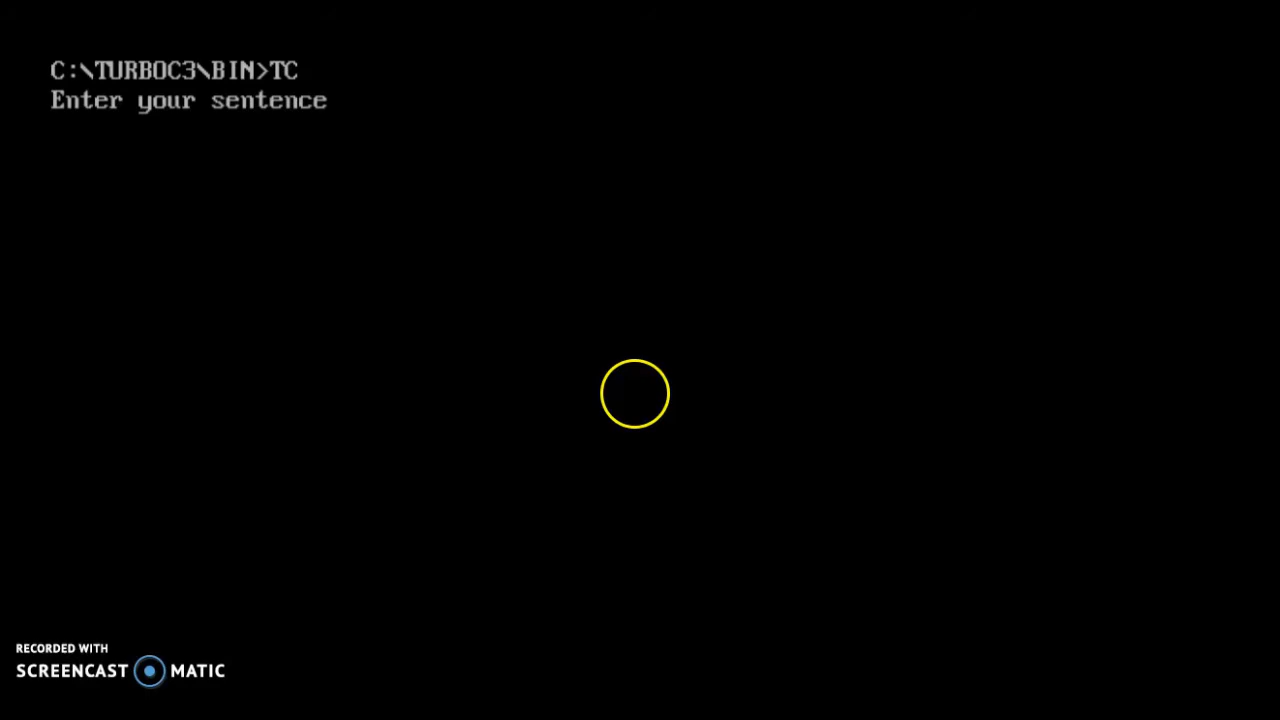 C:\TURBOC3\BIN>TC
Enter your sentence
RECORDED WITH
SCREENCAST MATIC